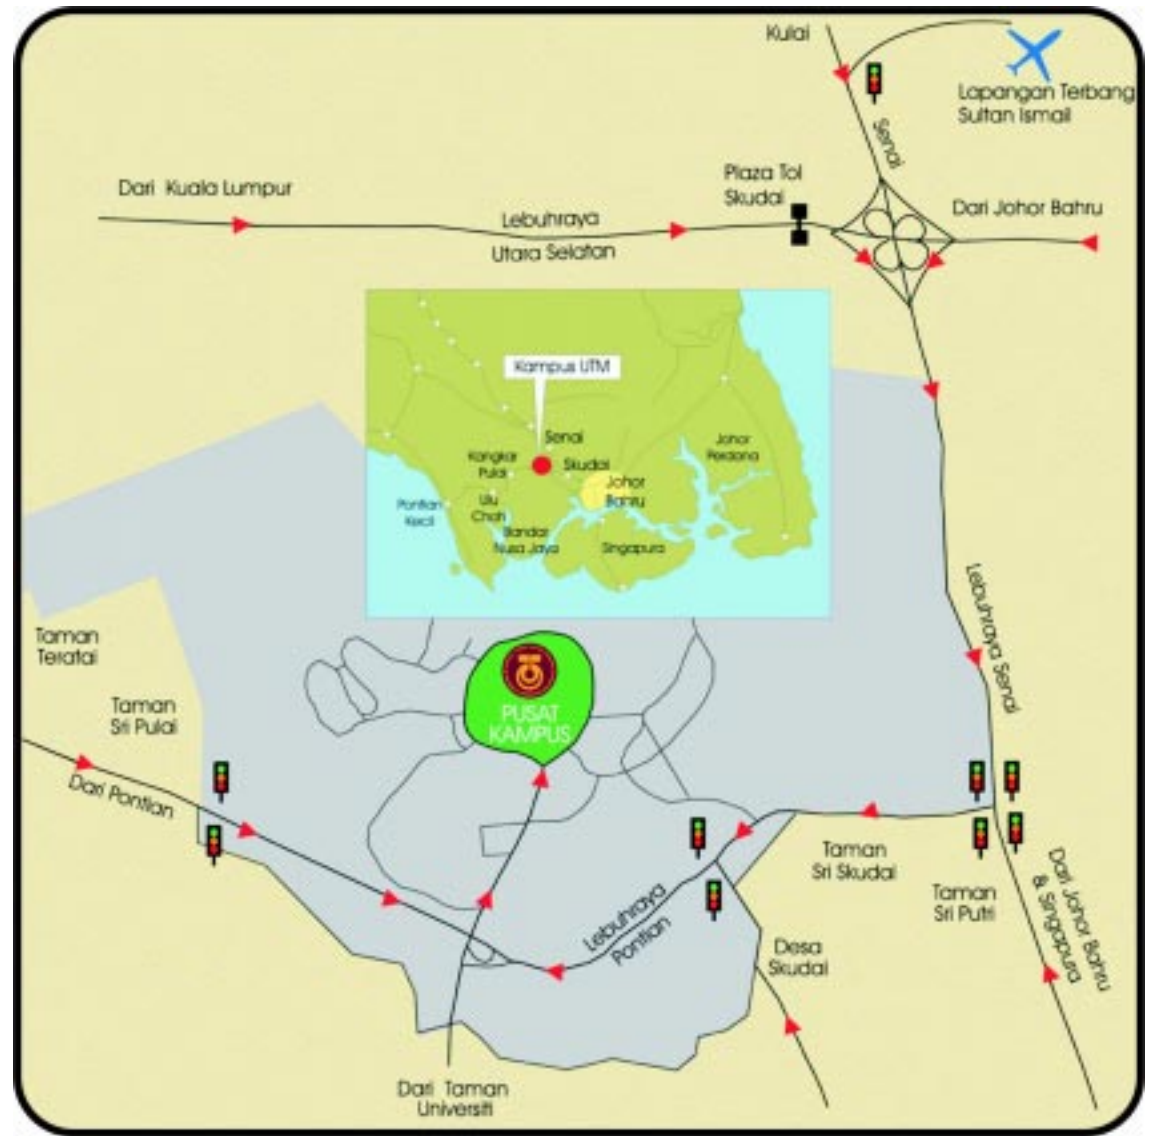 Kulai
Lapangan Terbang
Sultan Ismail
Senai
Plaza Tol
Skudai
Dari Kuala Lumpur
Lebuhraya
Utara Selatan
Dari Johor Bahru
Kampus UTM
Senai
Kangkar
Pulai
Skudai
Johor
Perdana
Johor
Bahru
Pontian
Kecil
Ulu
Choh
Bandar
Nusa Jaya
Singapura
Lebuhraya Senai
Taman
Teratai
Taman
Sri Pulai
PUSAT
KAMPUS
Dari Pontian
Taman
Sri Skudai
Taman
Sri Putri
Dari Johor Bahru
& Singapura
Lebuhraya
Pontian
Desa
Skudai
Dari Taman
Universiti